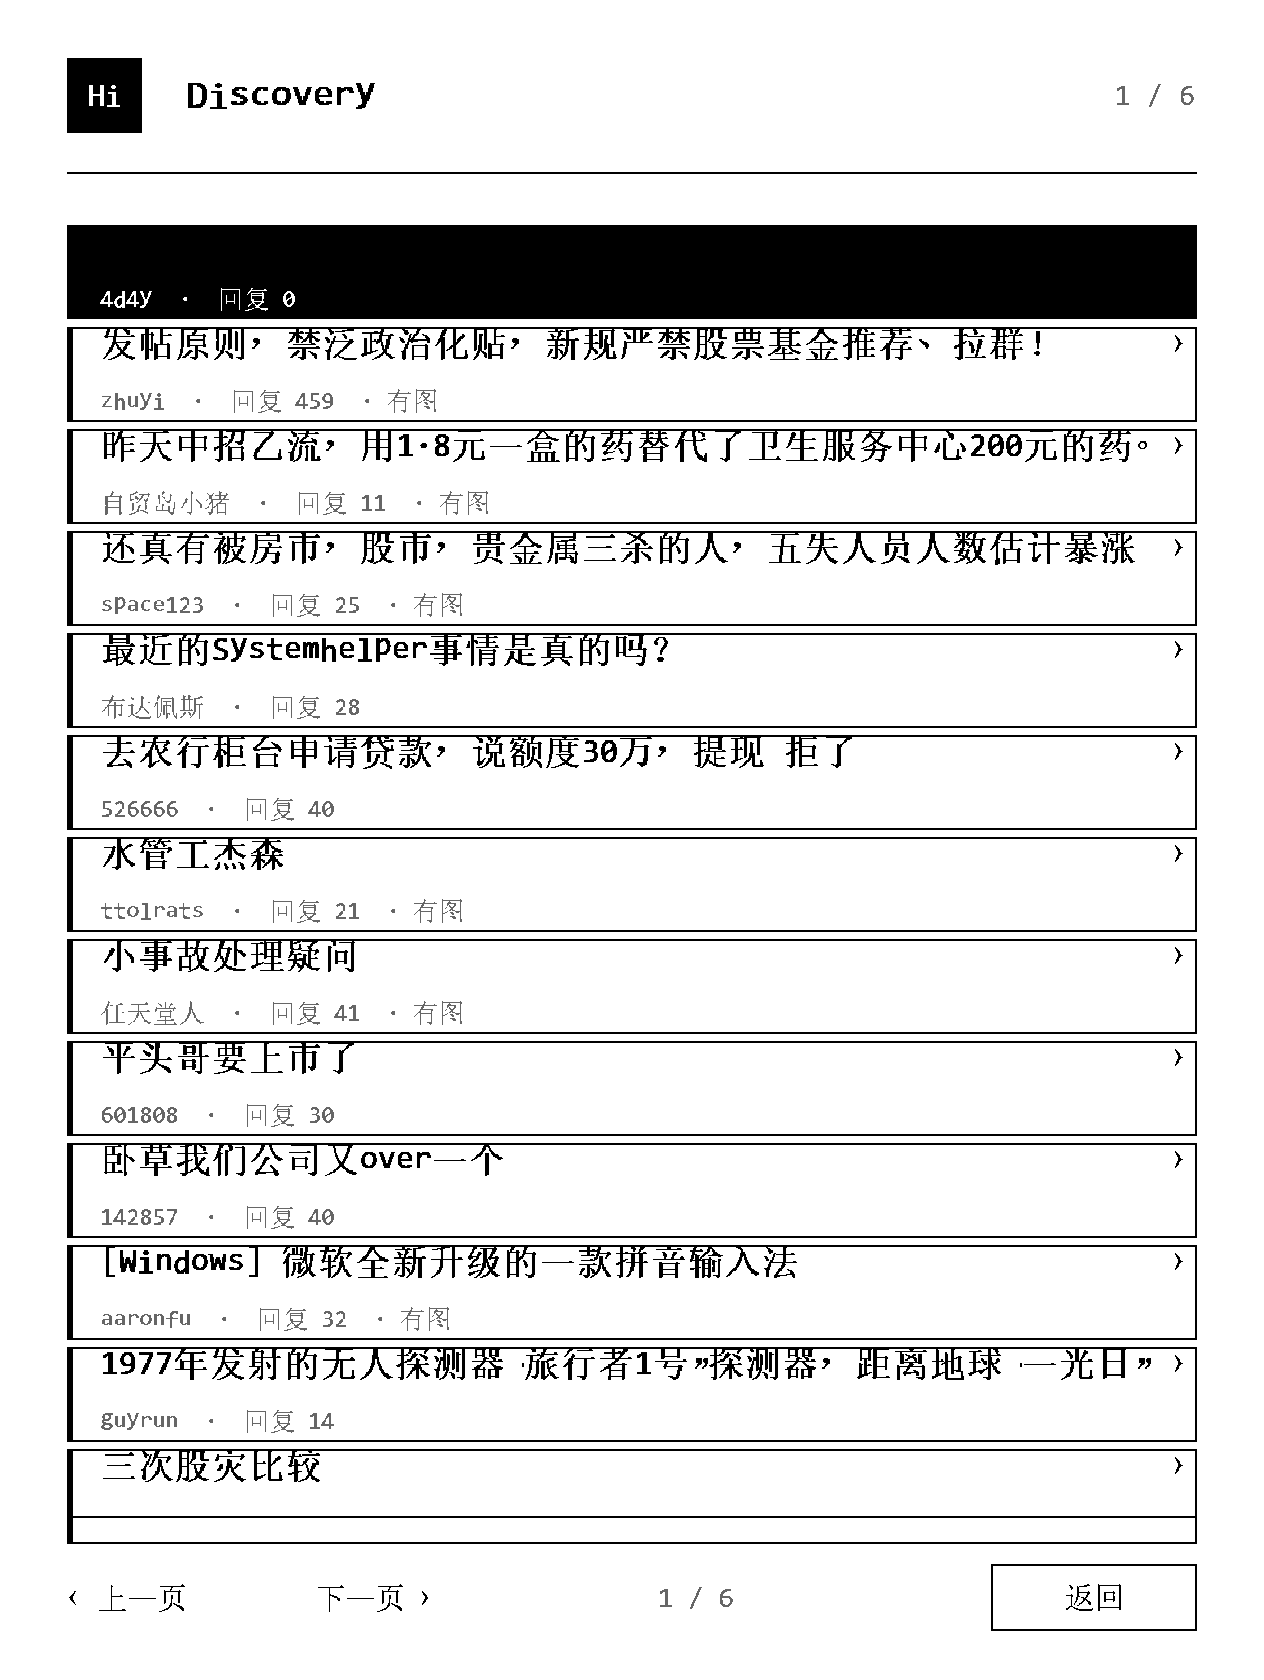 Hi Discovery 1 / 6
4d4y · 回复 0
发帖原则，禁泛政治化贴，新规严禁股票基金推荐、拉群！ ›
zhuyi · 回复 459 · 有图
昨天中招乙流，用1.8元一盒的药替代了卫生服务中心200元的药。 ›
自贸岛小猪 · 回复 11 · 有图
还真有被房市，股市，贵金属三杀的人，五失人员人数估计暴涨 ›
space123 · 回复 25 · 有图
最近的Systemhelper事情是真的吗？ ›
布达佩斯 · 回复 28
去农行柜台申请贷款，说额度30万，提现 拒了 ›
526666 · 回复 40
水管工杰森 ›
ttolrats · 回复 21 · 有图
小事故处理疑问 ›
任天堂人 · 回复 41 · 有图
平头哥要上市了 ›
601808 · 回复 30
卧草我们公司又over一个 ›
142857 · 回复 40
[Windows] 微软全新升级的一款拼音输入法 ›
aaronfu · 回复 32 · 有图
1977年发射的无人探测器“旅行者1号”探测器，距离地球“一光日” ›
guyrun · 回复 14
三次股灾比较 ›
‹ 上一页 下一页 › 1 / 6 返回